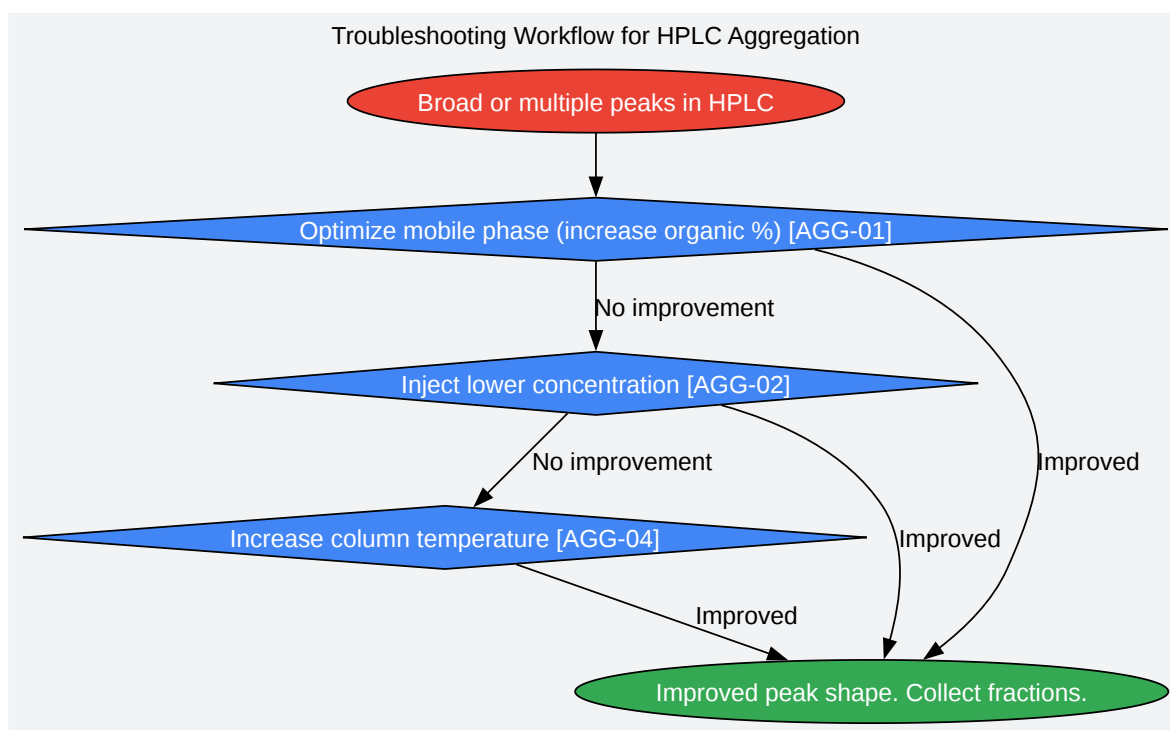 Troubleshooting Workflow for HPLC Aggregation
Broad or multiple peaks in HPLC
Optimize mobile phase (increase organic %) [AGG-01]
No improvement
Inject lower concentration [AGG-02]
No improvement
Improved
Increase column temperature [AGG-04]
Improved
Improved
Improved peak shape. Collect fractions.